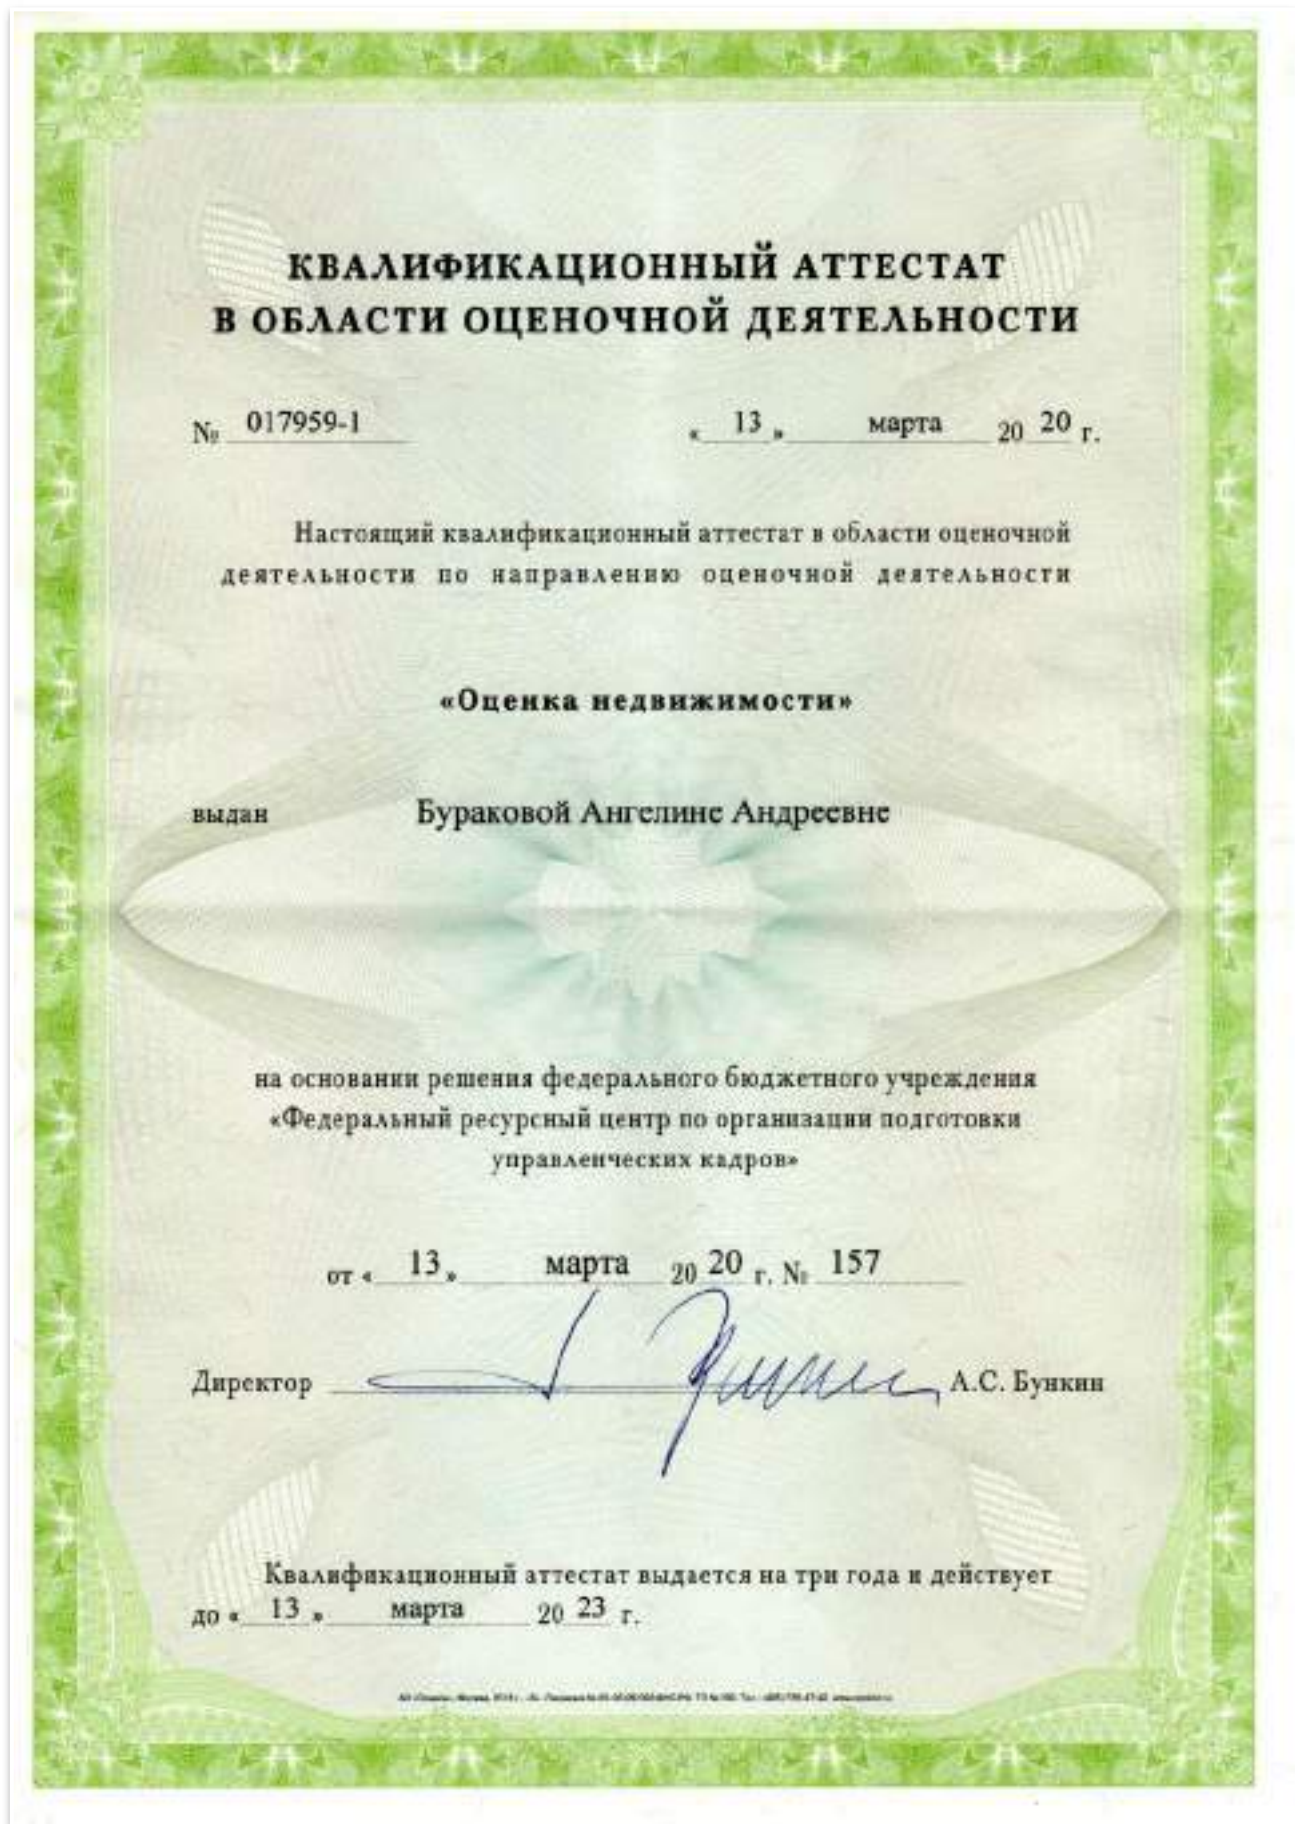 КВАЛИФИКАЦИОННЫЙ АТТЕСТАТ
В ОБЛАСТИ ОЦЕНОЧНОЙ ДЕЯТЕЛЬНОСТИ
№ 017959-1 « 13 » марта 20 20 г.
Настоящий квалификационный аттестат в области оценочной
деятельности по направлению оценочной деятельности
«Оценка недвижимости»
выдан Бураковой Ангелине Андреевне
на основании решения федерального бюджетного учреждения
«Федеральный ресурсный центр по организации подготовки
управленческих кадров»
от « 13 » марта 20 20 г. № 157
Директор А.С. Бункин
Квалификационный аттестат выдается на три года и действует
до « 13 » марта 20 23 г.